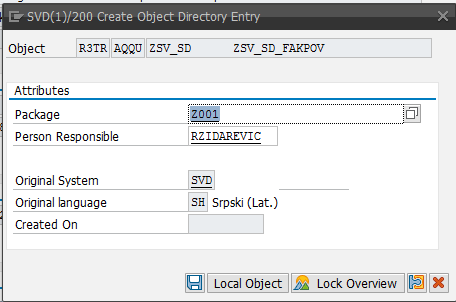 SVD(1)/200 Create Object Directory Entry
Object R3TR AQQU ZSV_SD ZSV_SD_FAKPOV
Attributes
Package Z001
Person Responsible RZIDAREVIC
Original System SVD
Original language SH Srpski (Lat.)
Created On
Local Object Lock Overview